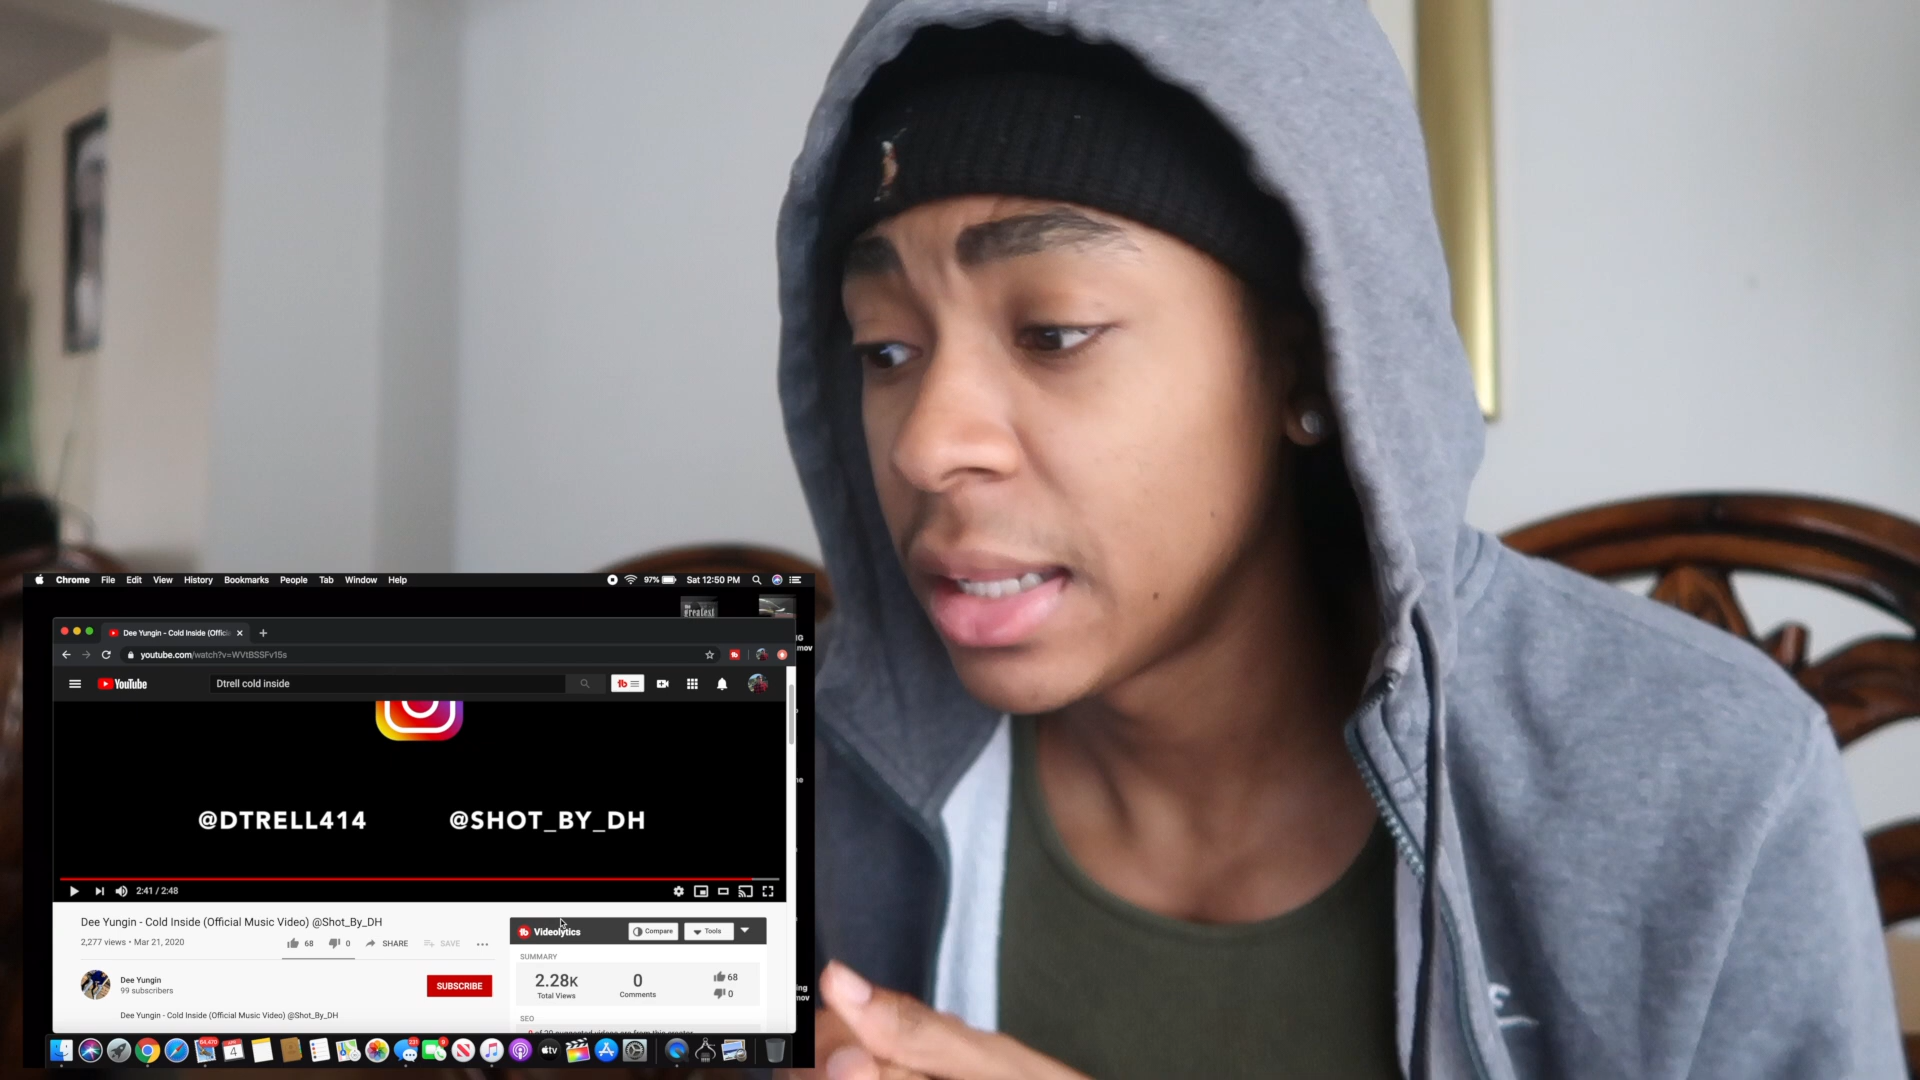 Chrome File Edit View History Bookmarks People Tab Window Help
97% Sat 12:50 PM
greatest
Dee Yungin - Cold Inside (Offici
youtube.com/watch?v=WVtBSSFv15s
YouTube
Dtrell cold inside
@DTRELL414 @SHOT_BY_DH
2:41 / 2:48
Dee Yungin - Cold Inside (Official Music Video) @Shot_By_DH
2,277 views • Mar 21, 2020
68 0 SHARE SAVE
Dee Yungin
99 subscribers
SUBSCRIBE
Dee Yungin - Cold Inside (Official Music Video) @Shot_By_DH
Videolytics Compare Tools
SUMMARY
2.28K
Total Views
0
Comments
68
0
SEO
mov
mov
tv